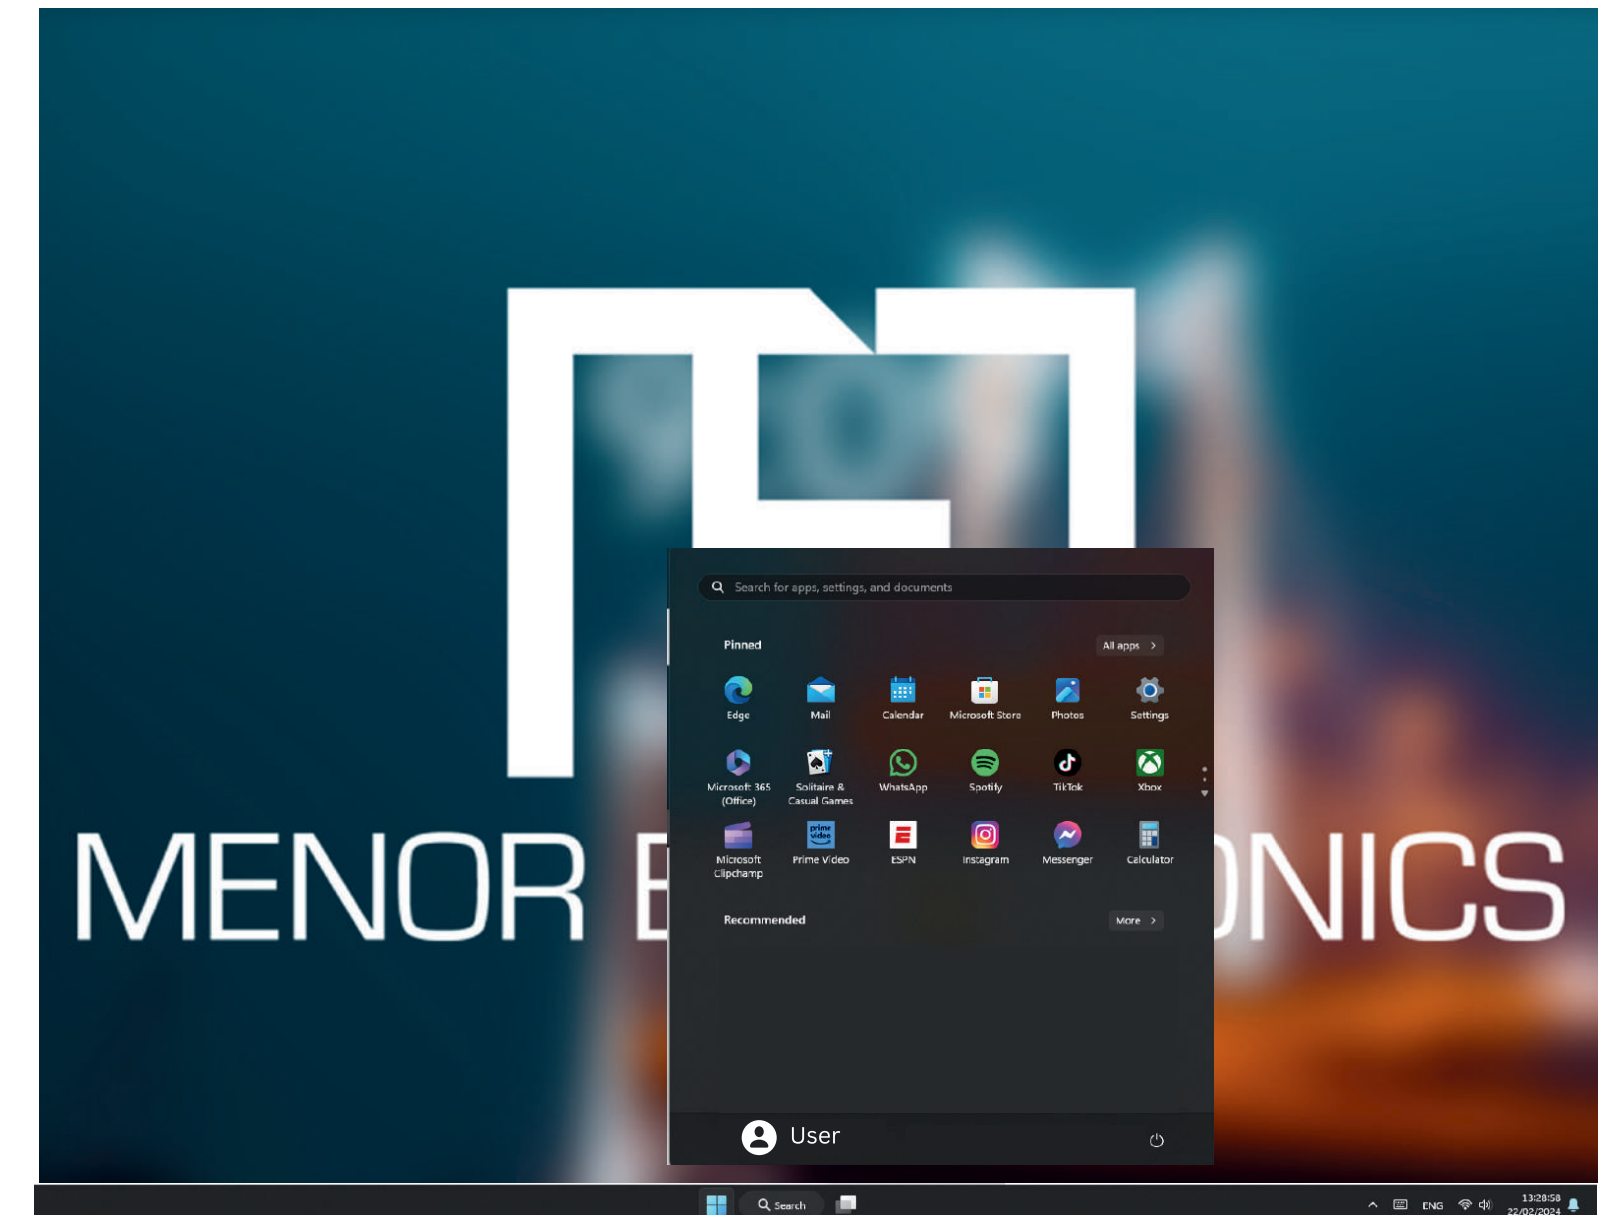 Search for apps, settings, and documents
Pinned
All apps >
Edge
Mail
Calendar
Microsoft Store
Photos
Settings
Microsoft 365
(Office)
Solitaire &
Casual Games
WhatsApp
Spotify
TikTok
Xbox
prime
video
Microsoft
Clipchamp
Prime Video
ESPN
Instagram
Messenger
Calculator
MENOR E
ONICS
Recommended
More >
User
Search
ENG
13:28:58
22/02/2024